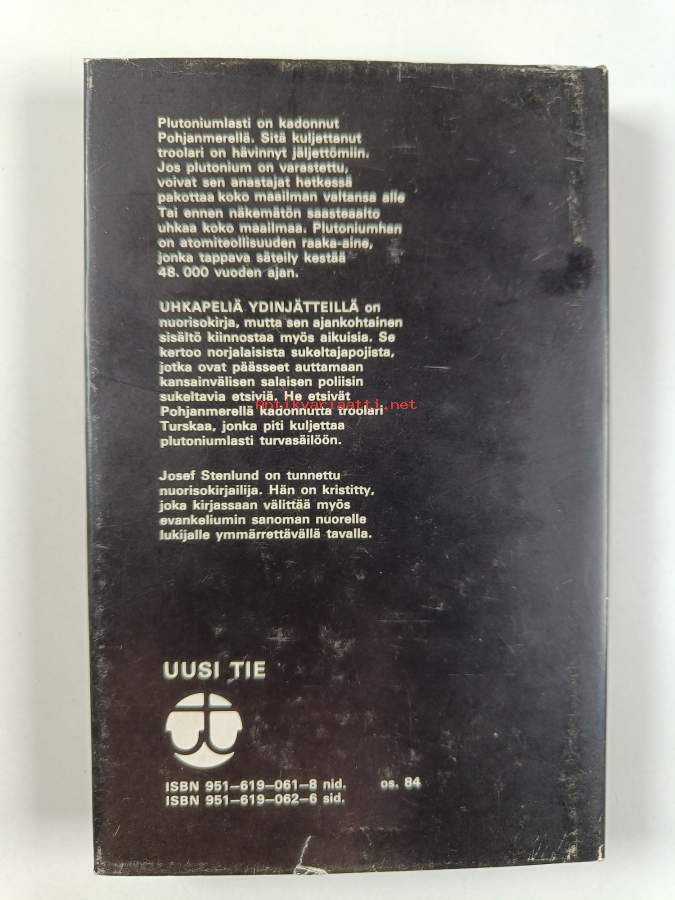 Plutoniumlasti on kadonnut
Pohjanmerellä. Sitä kuljettanut
troolari on hävinnyt jäljettömiin.
Jos plutonium on varastettu,
voivat sen anastajat hetkessä
pakottaa koko maailman valtansa alle
Tai ennen näkemätön saasteaalto
uhkaa koko maailmaa. Plutoniumhan
on atomiteollisuuden raaka-aine,
jonka tappava säteily kestää
48.000 vuoden ajan.
UHKAPELIÄ YDINJÄTTEILLÄ on
nuorisokirja, mutta sen ajankohtainen
sisältö kiinnostaa myös aikuisia. Se
kertoo norjalaisista sukeltajapojista,
jotka ovat päässeet auttamaan
kansainvälisen salaisen poliisin
sukeltavia etsiviä. He etsivät
Pohjanmerellä kadonnutta troolari
Turskaa, jonka piti kuljettaa
plutoniumlasti turvasäilöön.
Antikvariaatti.net
Josef Stenlund on tunnettu
nuorisokirjailija. Hän on kristitty,
joka kirjassaan välittää myös
evankeliumin sanoman nuorelle
lukijalle ymmärrettävällä tavalla.
UUSI TIE
ISBN 951—619—061—8 nid. os. 84
ISBN 951—619—062—6 sid.